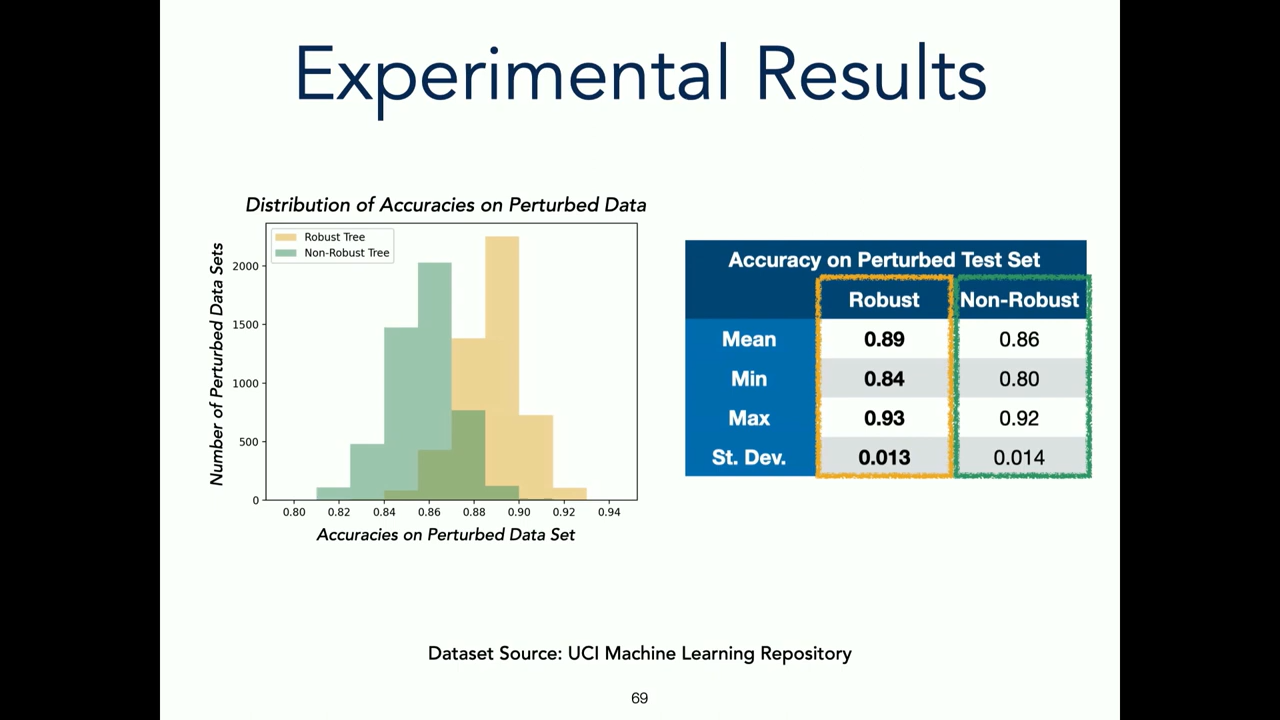 Experimental Results
Distribution of Accuracies on Perturbed Data
Robust Tree
Non-Robust Tree
Number of Perturbed Data Sets
2000
1500
1000
500
0
0.80 0.82 0.84 0.86 0.88 0.90 0.92 0.94
Accuracies on Perturbed Data Set
Accuracy on Perturbed Test Set
Robust Non-Robust
Mean 0.89 0.86
Min 0.84 0.80
Max 0.93 0.92
St. Dev. 0.013 0.014
Dataset Source: UCI Machine Learning Repository
69